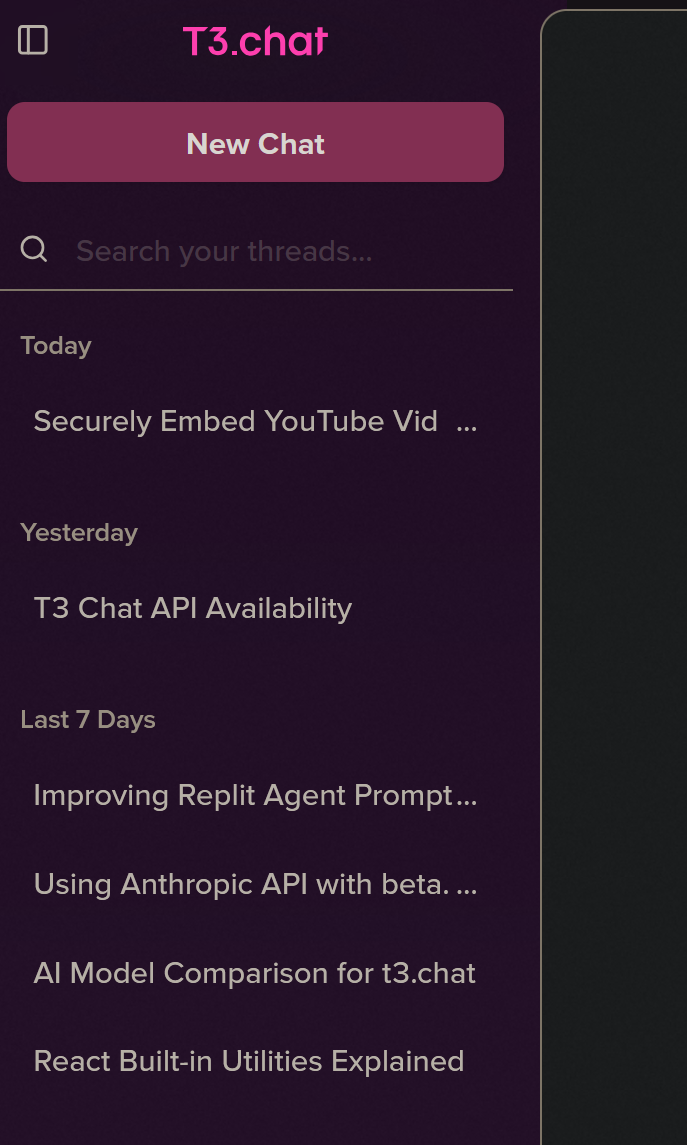 T3.chat
New Chat
Search your threads...
Today
Securely Embed YouTube Vid ...
Yesterday
T3 Chat API Availability
Last 7 Days
Improving Replit Agent Prompt...
Using Anthropic API with beta. ...
AI Model Comparison for t3.chat
React Built-in Utilities Explained